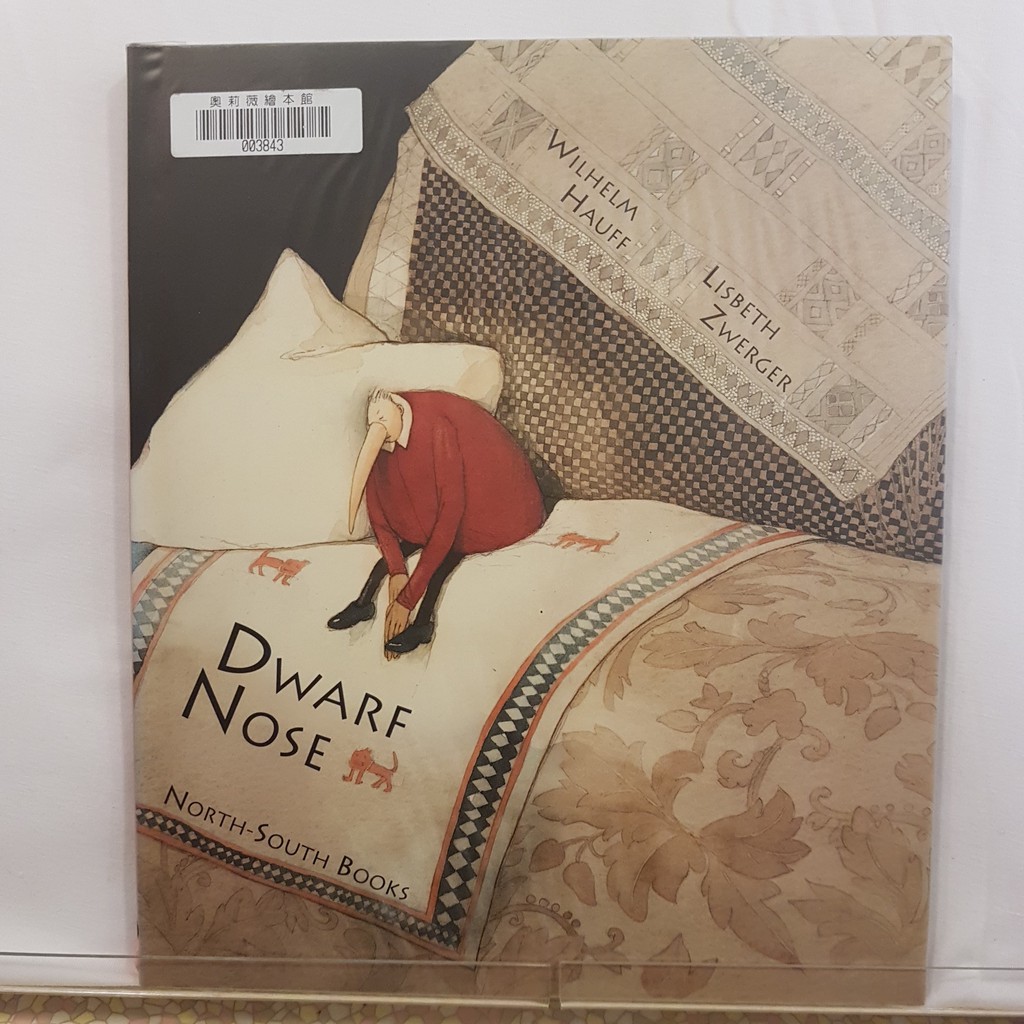 奧莉薇繪本館
003843
WILHELM
HAUFF
LISBETH
ZWERGER
DWARF
NOSE
NORTH-SOUTH BOOKS